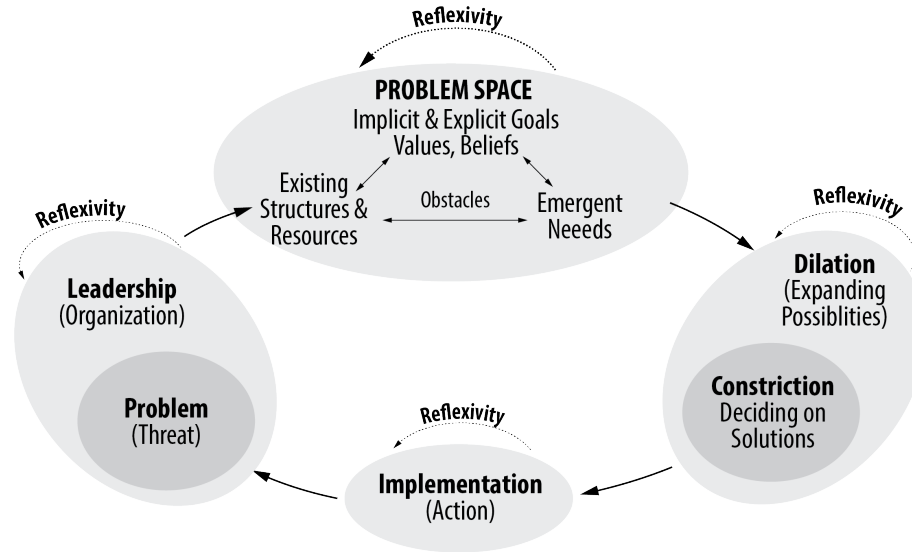 Reflexivity
PROBLEM SPACE
Implicit & Explicit Goals
Values, Beliefs
Existing
Structures &
Resources
Obstacles
Emergent
Neeeds
Reflexivity
Leadership
(Organization)
Problem
(Threat)
Reflexivity
Dilation
(Expanding
Possiblities)
Constriction
Deciding on
Solutions
Reflexivity
Implementation
(Action)